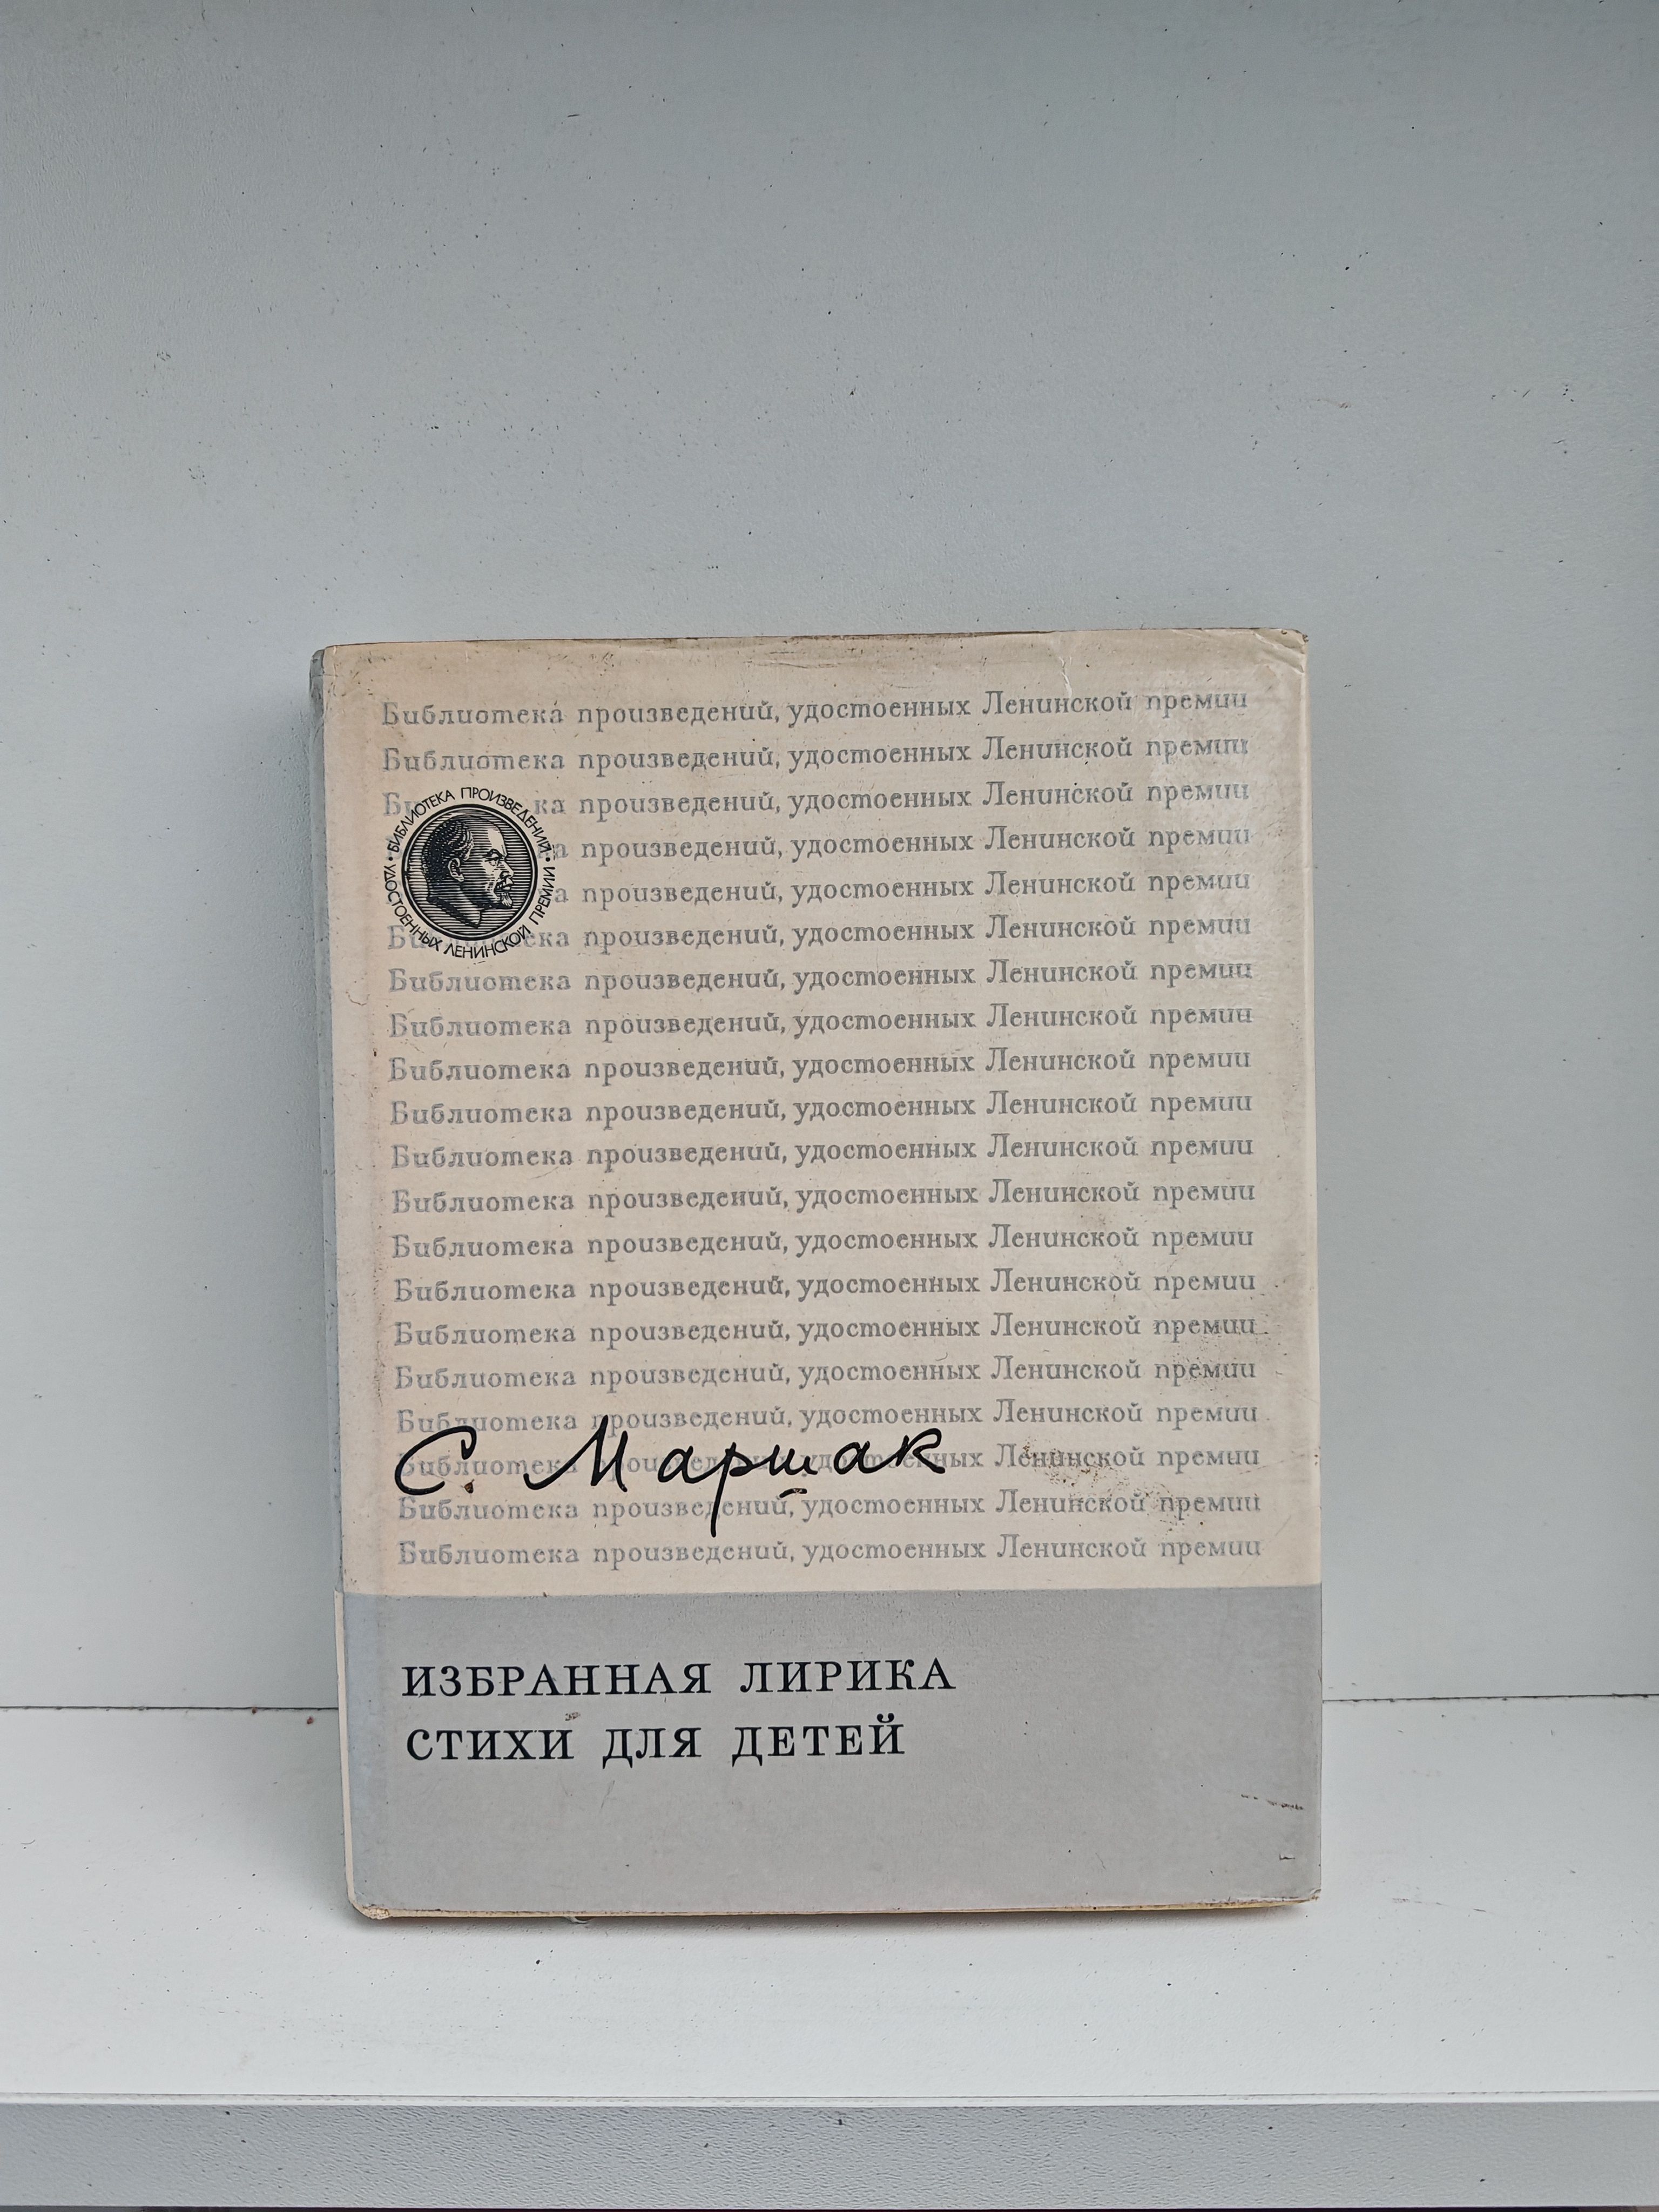 Библиотека произведений, удостоенных Ленинской премии
Библиотека произведений, удостоенных Ленинской премии
ка произведений, удостоенных Ленинской премии
БИБЛИОТЕКА ПРОИЗВЕДЕНИЙ • УДОСТОЕННЫХ ЛЕНИНСКОЙ ПРЕМИИ •
а произведений, удостоенных Ленинской премии
а произведений, удостоенных Ленинской премии
ека произведений, удостоенных Ленинской премии
Библиотека произведений, удостоенных Ленинской премии
Библиотека произведений, удостоенных Ленинской премии
Библиотека произведений, удостоенных Ленинской премии
Библиотека произведений, удостоенных Ленинской премии
Библиотека произведений, удостоенных Ленинской премии
Библиотека произведений, удостоенных Ленинской премии
Библиотека произведений, удостоенных Ленинской премии
Библиотека произведений, удостоенных Ленинской премии
Библиотека произведений, удостоенных Ленинской премии
Библиотека произведений, удостоенных Ленинской премии
Библиотека произведений, удостоенных Ленинской премии
Библиотека произведений, удостоенных Ленинской премии
С. Маршак
Библиотека произведений, удостоенных Ленинской премии
Библиотека произведений, удостоенных Ленинской премии
ИЗБРАННАЯ ЛИРИКА
СТИХИ ДЛЯ ДЕТЕЙ